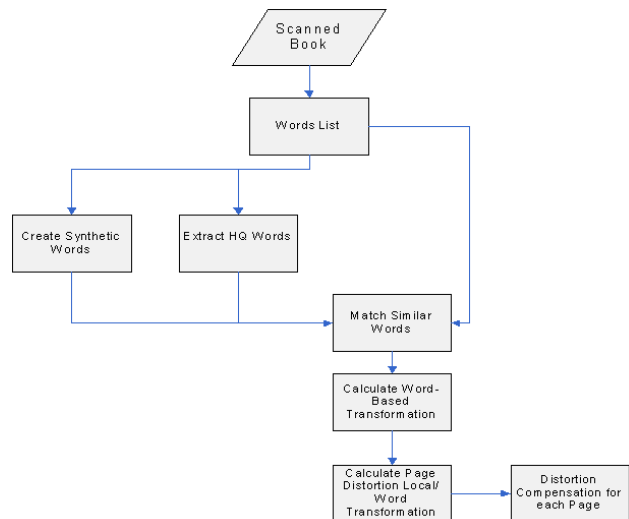 Scanned
Book
Words List
Create Synthetic
Words
Extract HQ Words
Match Similar
Words
Calculate Word-
Based
Transformation
Calculate Page
Distortion Local/
Word
Transformation
Distortion
Compensation for
each Page